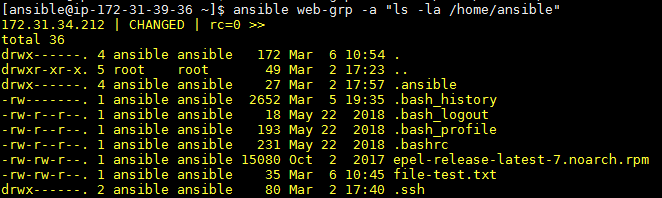 [ansible@ip-172-31-39-36 ~]$ ansible web-grp -a "ls -la /home/ansible"
172.31.34.212 | CHANGED | rc=0 >>
total 36
drwx------. 4 ansible ansible   172 Mar  6 10:54 .
drwxr-xr-x. 5 root    root       49 Mar  2 17:23 ..
drwx------. 4 ansible ansible    27 Mar  2 17:57 .ansible
-rw-------. 1 ansible ansible  2652 Mar  5 19:35 .bash_history
-rw-r--r--. 1 ansible ansible    18 May 22  2018 .bash_logout
-rw-r--r--. 1 ansible ansible   193 May 22  2018 .bash_profile
-rw-r--r--. 1 ansible ansible   231 May 22  2018 .bashrc
-rw-rw-r--. 1 ansible ansible 15080 Oct  2  2017 epel-release-latest-7.noarch.rpm
-rw-rw-r--. 1 ansible ansible    35 Mar  6 10:45 file-test.txt
drwx------. 2 ansible ansible    80 Mar  2 17:40 .ssh